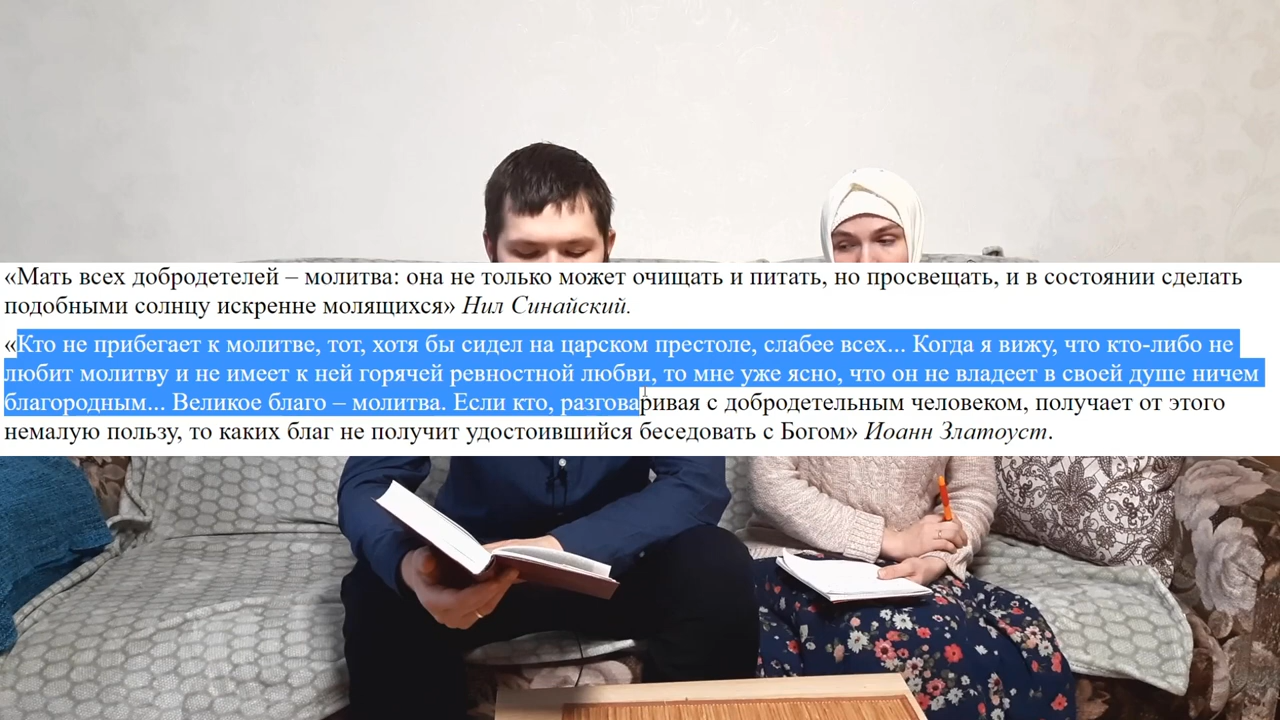 «Мать всех добродетелей – молитва: она не только может очищать и питать, но просвещать, и в состоянии сделать
подобными солнцу искренне молящихся» Нил Синайский.
«Кто не прибегает к молитве, тот, хотя бы сидел на царском престоле, слабее всех... Когда я вижу, что кто-либо не
любит молитву и не имеет к ней горячей ревностной любви, то мне уже ясно, что он не владеет в своей душе ничем
благородным... Великое благо – молитва. Если кто, разговаривая с добродетельным человеком, получает от этого
немалую пользу, то каких благ не получит удостоившийся беседовать с Богом» Иоанн Златоуст.